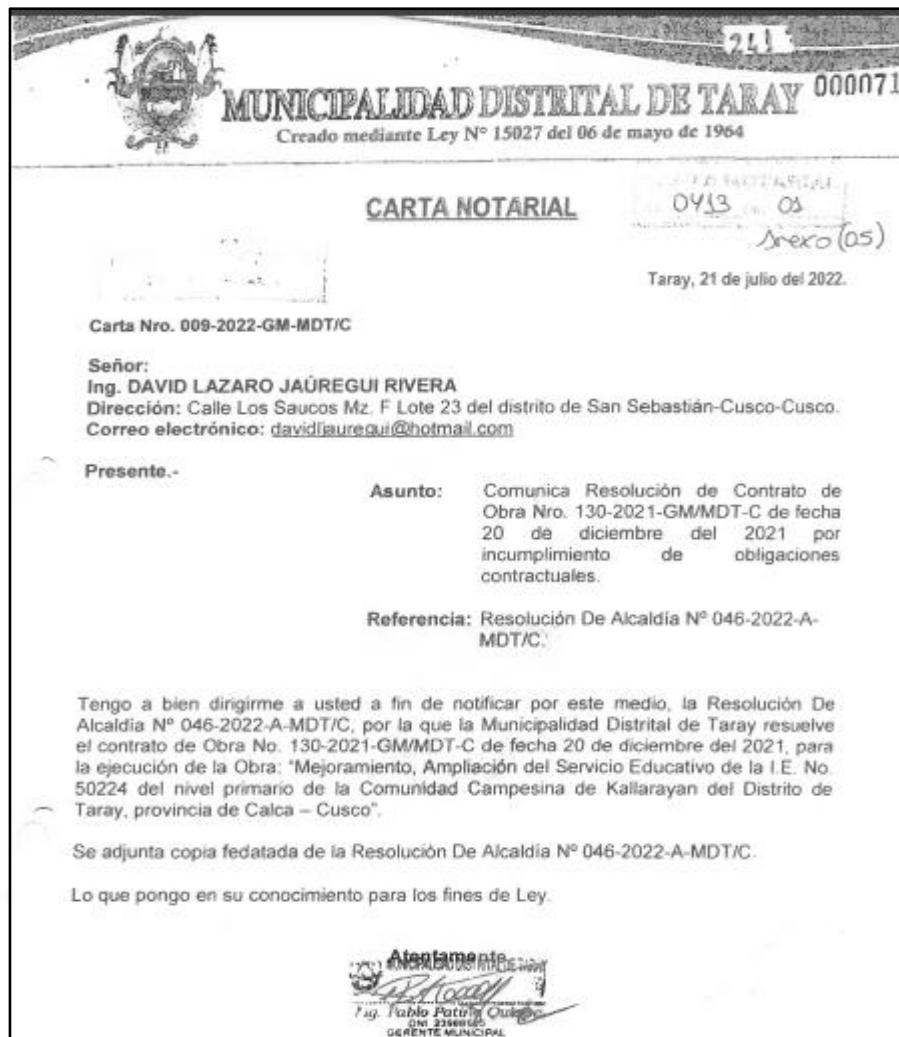 241
MUNICIPALIDAD DISTRITAL DE TARAY 000071
Creado mediante Ley N° 15027 del 06 de mayo de 1964
CARTA NOTARIAL
0413 01
Anexo (05)
Taray, 21 de julio del 2022.
Carta Nro. 009-2022-GM-MDT/C
Señor:
Ing. DAVID LAZARO JAÚREGUI RIVERA
Dirección: Calle Los Saucos Mz. F Lote 23 del distrito de San Sebastián-Cusco-Cusco.
Correo electrónico: davidljauregui@hotmail.com
Presente.-
Asunto: Comunica Resolución de Contrato de
Obra Nro. 130-2021-GM/MDT-C de fecha
20 de diciembre del 2021 por
incumplimiento de obligaciones
contractuales.
Referencia: Resolución De Alcaldía Nº 046-2022-A-
MDT/C.
Tengo a bien dirigirme a usted a fin de notificar por este medio, la Resolución De
Alcaldía Nº 046-2022-A-MDT/C, por la que la Municipalidad Distrital de Taray resuelve
el contrato de Obra No. 130-2021-GM/MDT-C de fecha 20 de diciembre del 2021, para
la ejecución de la Obra: "Mejoramiento, Ampliación del Servicio Educativo de la I.E. No.
50224 del nivel primario de la Comunidad Campesina de Kallarayan del Distrito de
Taray, provincia de Calca – Cusco".
Se adjunta copia fedatada de la Resolución De Alcaldía Nº 046-2022-A-MDT/C.
Lo que pongo en su conocimiento para los fines de Ley.
Atentamente
MUNICIPALIDAD DISTRITAL DE
Ing. Pablo
DNI
GERENTE MUNICIPAL